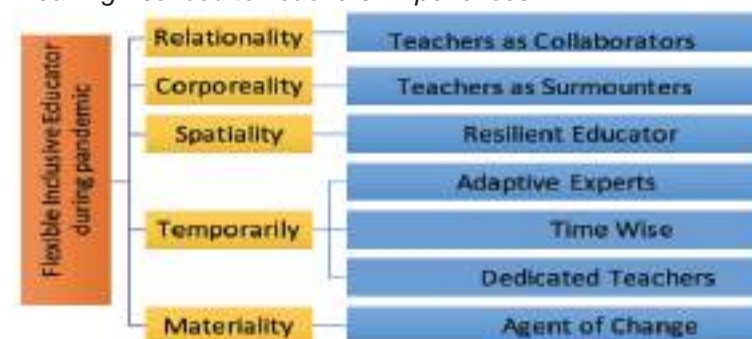 Flexible Inclusive Educator
during pandemic
Relationality
Teachers as Collaborators
Corporeality
Teachers as Surmounters
Spatiality
Resilient Educator
Temporarily
Adaptive Experts
Time Wise
Dedicated Teachers
Materiality
Agent of Change